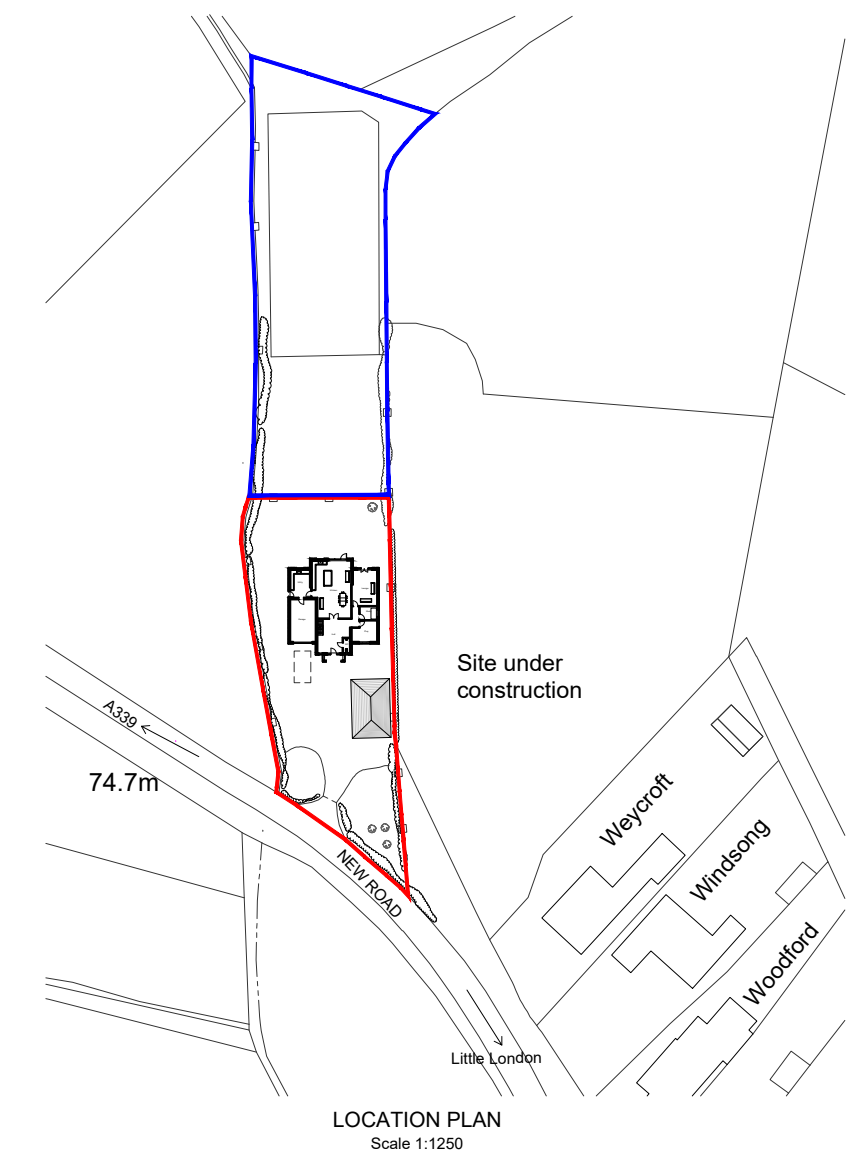 Site under
construction
A339
74.7m
Weycroft
Windsong
NEW ROAD
Woodford
Little London
LOCATION PLAN
Scale 1:1250